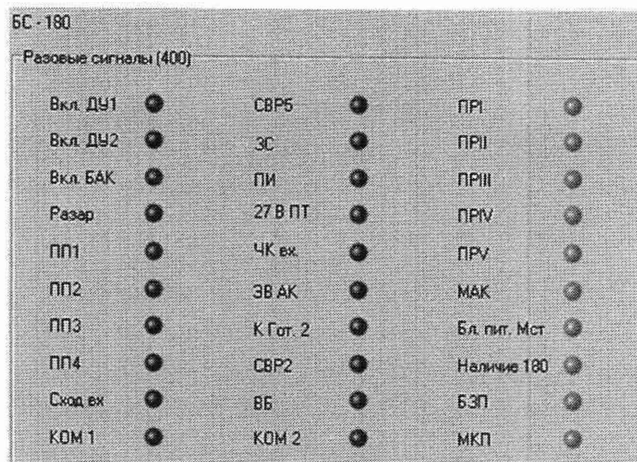 БС - 180
Разовые сигналы (400)
Вкл. ДУ1 СВР5 ПРI
Вкл. ДУ2 ЗС ПРII
Вкл. БАК ПИ ПРIII
Разар 27 В ПТ ПРIV
ПП1 ЧК вх. ПРV
ПП2 ЗВ АК МАК
ПП3 К Гот. 2 Бл. пит. Мст
ПП4 СВР2 Наличие 180
Сход вх ВБ БЗП
КОМ 1 КОМ 2 МКП